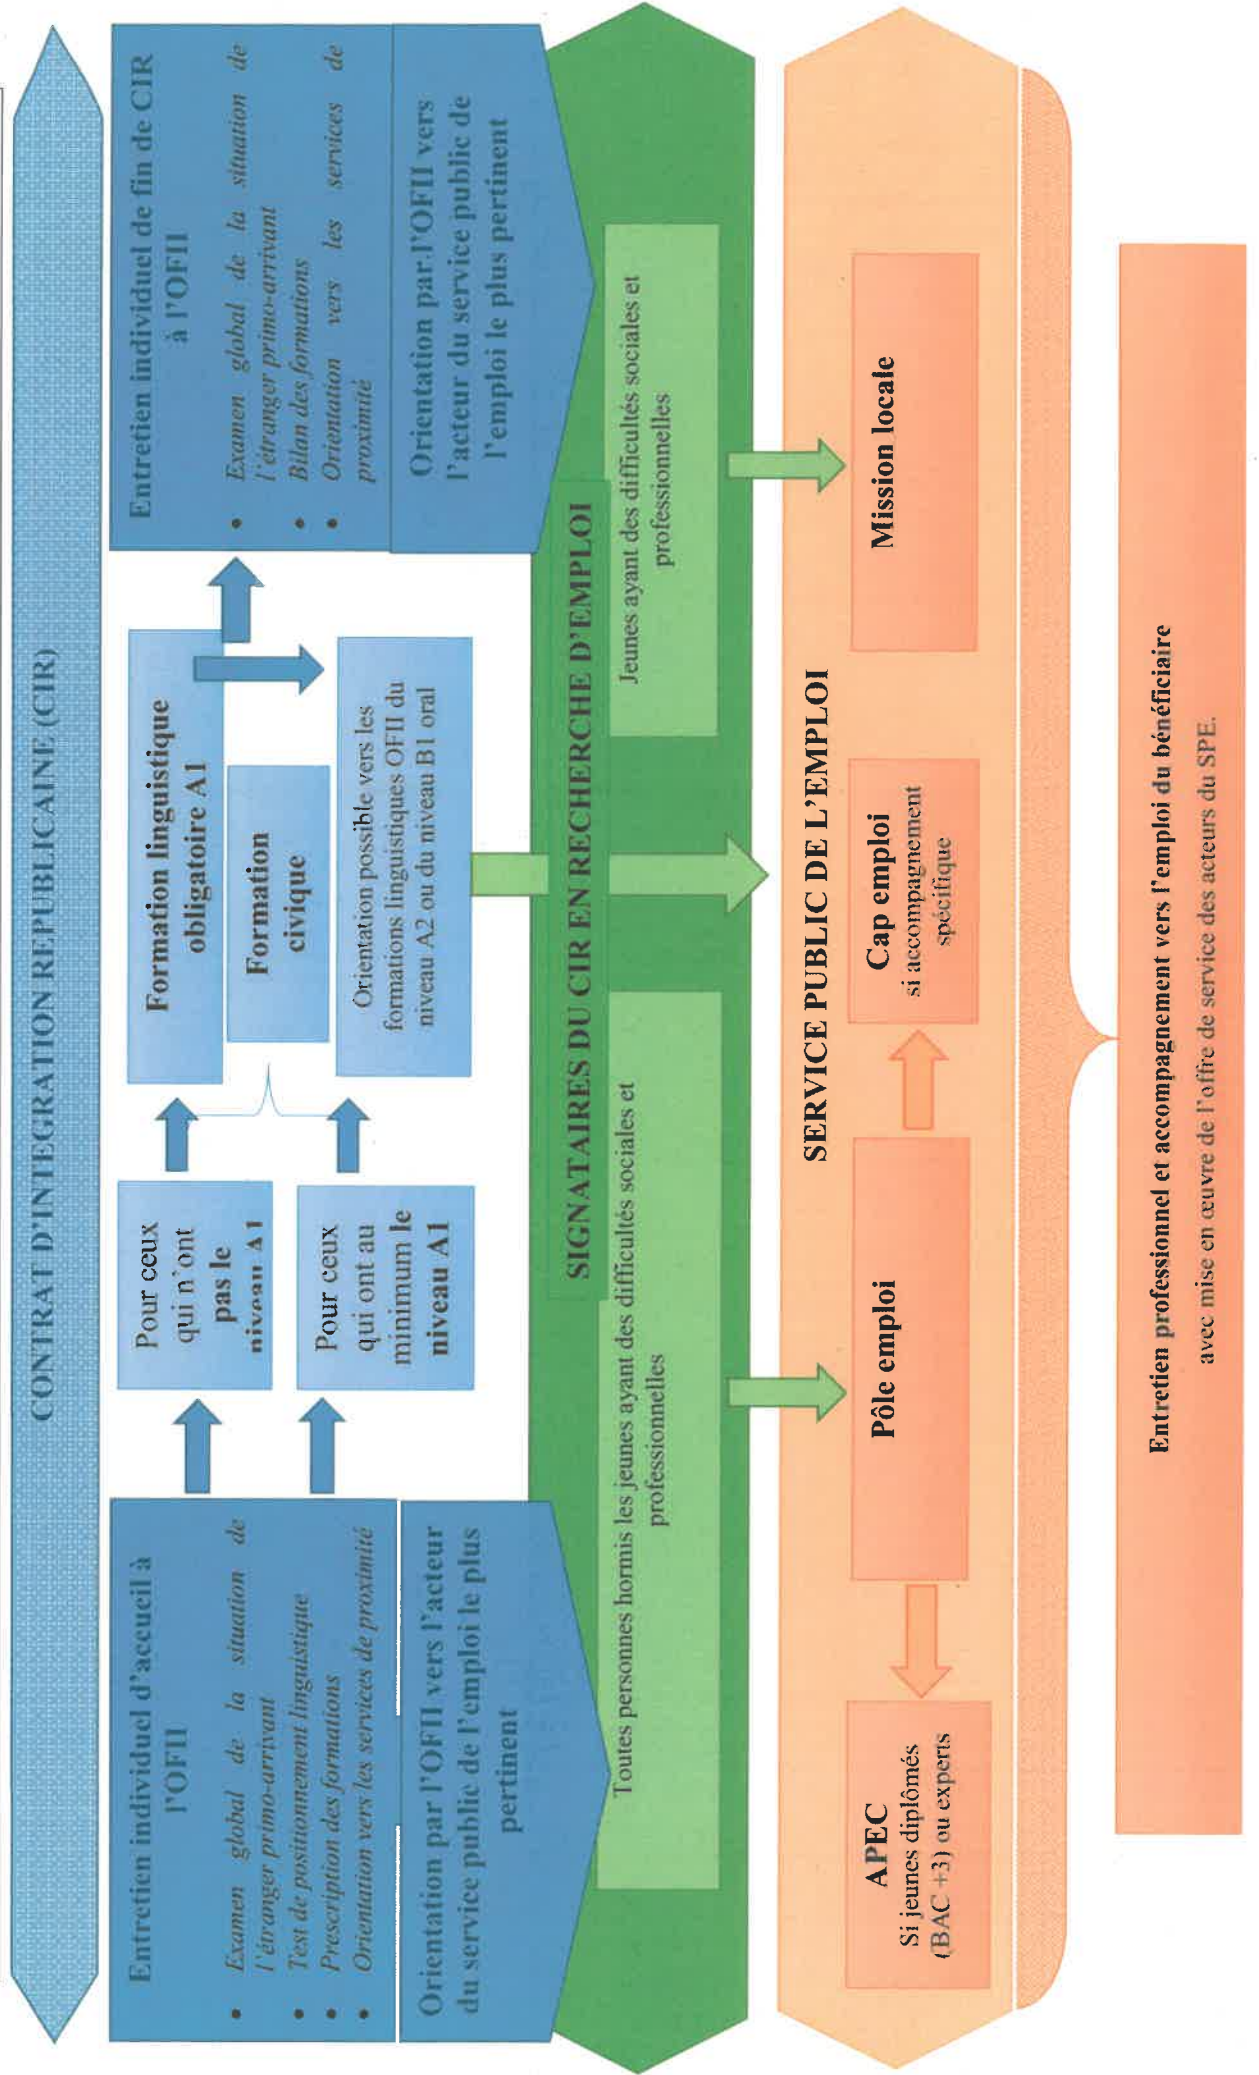 CONTRAT D'INTEGRATION REPUBLICAINE (CIR)
Entretien individuel d'accueil à
l'OFII
• Examen global de la situation de
l'étranger primo-arrivant
• Test de positionnement linguistique
• Prescription des formations
• Orientation vers les services de proximité
Orientation par l'OFII vers l'acteur
du service public de l'emploi le plus
pertinent
Pour ceux
qui n'ont
pas le
niveau A1
Pour ceux
qui ont au
minimum le
niveau A1
Formation linguistique
obligatoire A1
Formation
civique
Orientation possible vers les
formations linguistiques OFII du
niveau A2 ou du niveau B1 oral
Entretien individuel de fin de CIR
à l'OFII
• Examen global de la situation de
l'étranger primo-arrivant
• Bilan des formations
• Orientation vers les services de
proximité
Orientation par l'OFII vers
l'acteur du service public de
l'emploi le plus pertinent
SIGNATAIRES DU CIR EN RECHERCHE D'EMPLOI
Toutes personnes hormis les jeunes ayant des difficultés sociales et
professionnelles
Jeunes ayant des difficultés sociales et
professionnelles
SERVICE PUBLIC DE L'EMPLOI
APEC
Si jeunes diplômés
(BAC +3) ou experts
Pôle emploi
Cap emploi
si accompagnement
spécifique
Mission locale
Entretien professionnel et accompagnement vers l'emploi du bénéficiaire
avec mise en œuvre de l'offre de service des acteurs du SPE.